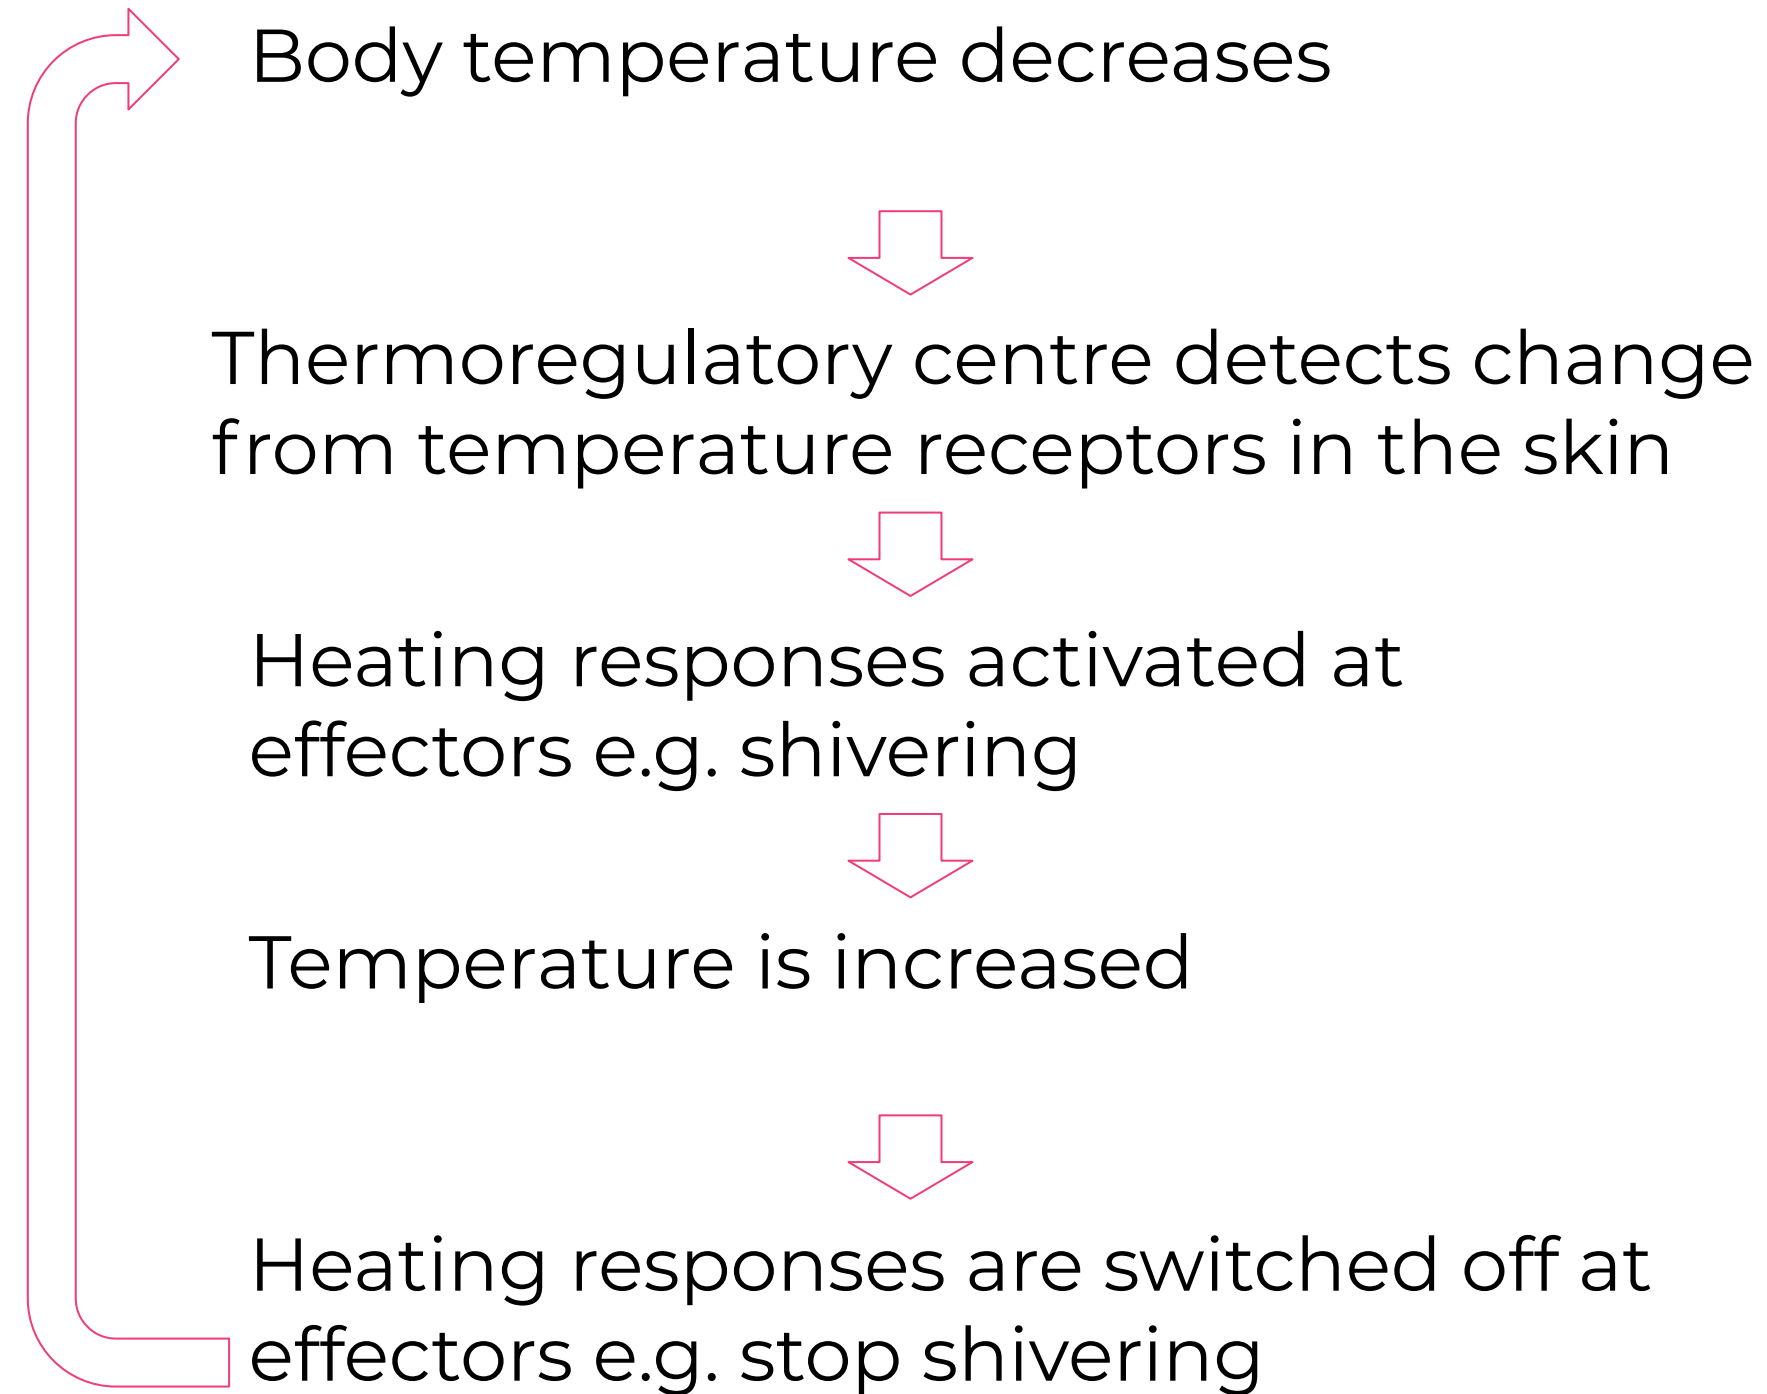 Body temperature decreases
Thermoregulatory centre detects change
from temperature receptors in the skin
Heating responses activated at
effectors e.g. shivering
Temperature is increased
Heating responses are switched off at
effectors e.g. stop shivering